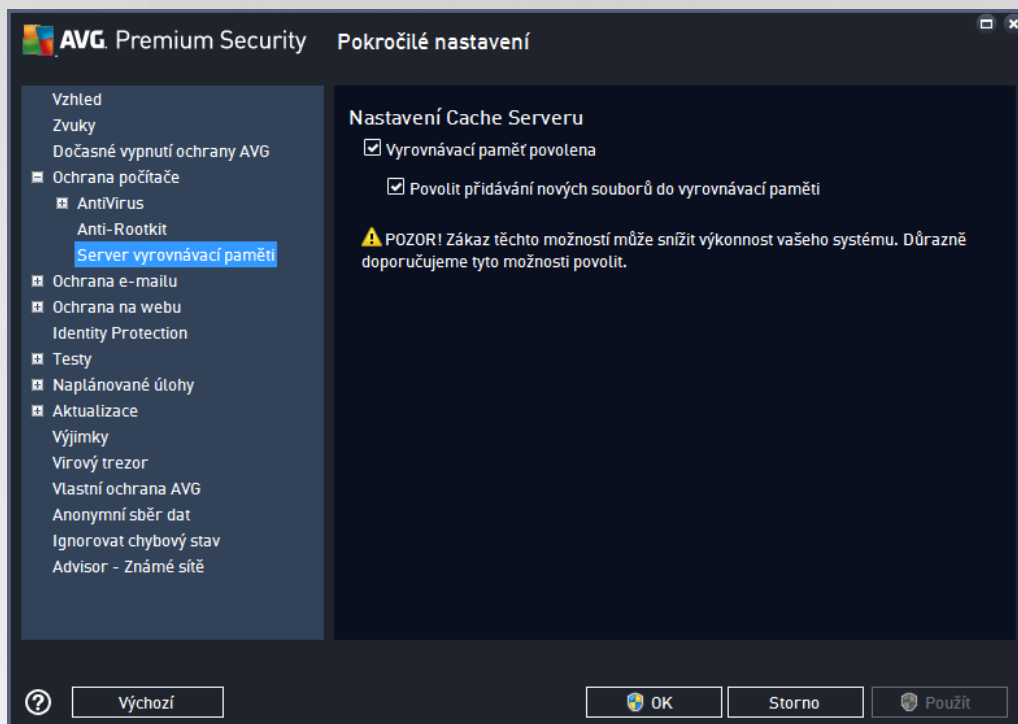 AVG. Premium Security
Pokročilé nastavení
Vzhled
Zvuky
Dočasné vypnutí ochrany AVG
Ochrana počítače
AntiVirus
Anti-Rootkit
Server vyrovnávací paměti
Ochrana e-mailu
Ochrana na webu
Identity Protection
Testy
Naplánované úlohy
Aktualizace
Výjimky
Virový trezor
Vlastní ochrana AVG
Anonymní sběr dat
Ignorovat chybový stav
Advisor - Známé sítě
Nastavení Cache Serveru
Vyrovnávací paměť povolena
Povolit přidávání nových souborů do vyrovnávací paměti
POZOR! Zákaz těchto možností může snížit výkonnost vašeho systému. Důrazně
doporučujeme tyto možnosti povolit.
Výchozí
OK
Storno
Použít